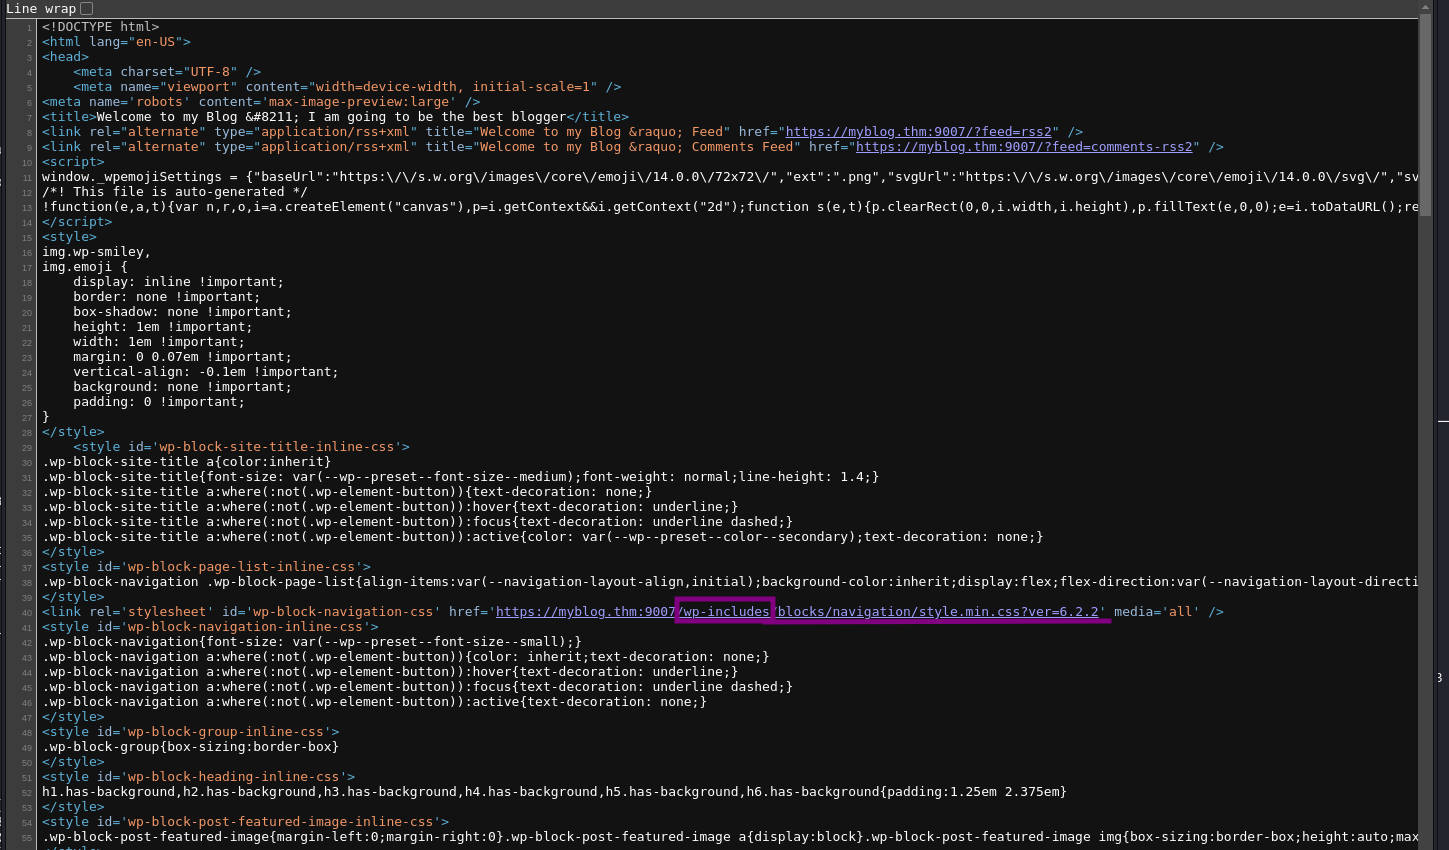 Line wrap
1 <!DOCTYPE html>
2 <html lang="en-US">
3 <head>
4 <meta charset="UTF-8" />
5 <meta name="viewport" content="width=device-width, initial-scale=1" />
6 <meta name='robots' content='max-image-preview:large' />
7 <title>Welcome to my Blog &#8211; I am going to be the best blogger</title>
8 <link rel="alternate" type="application/rss+xml" title="Welcome to my Blog &raquo; Feed" href="https://myblog.thm:9007/?feed=rss2" />
9 <link rel="alternate" type="application/rss+xml" title="Welcome to my Blog &raquo; Comments Feed" href="https://myblog.thm:9007/?feed=comments-rss2" />
10 <script>
11 window._wpemojiSettings = {"baseUrl":"https:\/\/s.w.org\/images\/core\/emoji\/14.0.0\/72x72\/","ext":".png","svgUrl":"https:\/\/s.w.org\/images\/core\/emoji\/14.0.0\/svg\/","sv
12 /*! This file is auto-generated */
13 !function(e,a,t){var n,r,o,i=a.createElement("canvas"),p=i.getContext&&i.getContext("2d");function s(e,t){p.clearRect(0,0,i.width,i.height),p.fillText(e,0,0);e=i.toDataURL();re
14 </script>
15 <style>
16 img.wp-smiley,
17 img.emoji {
18 display: inline !important;
19 border: none !important;
20 box-shadow: none !important;
21 height: 1em !important;
22 width: 1em !important;
23 margin: 0 0.07em !important;
24 vertical-align: -0.1em !important;
25 background: none !important;
26 padding: 0 !important;
27 }
28 </style>
29 <style id='wp-block-site-title-inline-css'>
30 .wp-block-site-title a{color:inherit}
31 .wp-block-site-title{font-size: var(--wp--preset--font-size--medium);font-weight: normal;line-height: 1.4;}
32 .wp-block-site-title a:where(:not(.wp-element-button)){text-decoration: none;}
33 .wp-block-site-title a:where(:not(.wp-element-button)):hover{text-decoration: underline;}
34 .wp-block-site-title a:where(:not(.wp-element-button)):focus{text-decoration: underline dashed;}
35 .wp-block-site-title a:where(:not(.wp-element-button)):active{color: var(--wp--preset--color--secondary);text-decoration: none;}
36 </style>
37 <style id='wp-block-page-list-inline-css'>
38 .wp-block-navigation .wp-block-page-list{align-items:var(--navigation-layout-align,initial);background-color:inherit;display:flex;flex-direction:var(--navigation-layout-directi
39 </style>
40 <link rel='stylesheet' id='wp-block-navigation-css' href='https://myblog.thm:9007/wp-includes/blocks/navigation/style.min.css?ver=6.2.2' media='all' />
41 <style id='wp-block-navigation-inline-css'>
42 .wp-block-navigation{font-size: var(--wp--preset--font-size--small);}
43 .wp-block-navigation a:where(:not(.wp-element-button)){color: inherit;text-decoration: none;}
44 .wp-block-navigation a:where(:not(.wp-element-button)):hover{text-decoration: underline;}
45 .wp-block-navigation a:where(:not(.wp-element-button)):focus{text-decoration: underline dashed;}
46 .wp-block-navigation a:where(:not(.wp-element-button)):active{text-decoration: none;}
47 </style>
48 <style id='wp-block-group-inline-css'>
49 .wp-block-group{box-sizing:border-box}
50 </style>
51 <style id='wp-block-heading-inline-css'>
52 h1.has-background,h2.has-background,h3.has-background,h4.has-background,h5.has-background,h6.has-background{padding:1.25em 2.375em}
53 </style>
54 <style id='wp-block-post-featured-image-inline-css'>
55 .wp-block-post-featured-image{margin-left:0;margin-right:0}.wp-block-post-featured-image a{display:block}.wp-block-post-featured-image img{box-sizing:border-box;height:auto;max